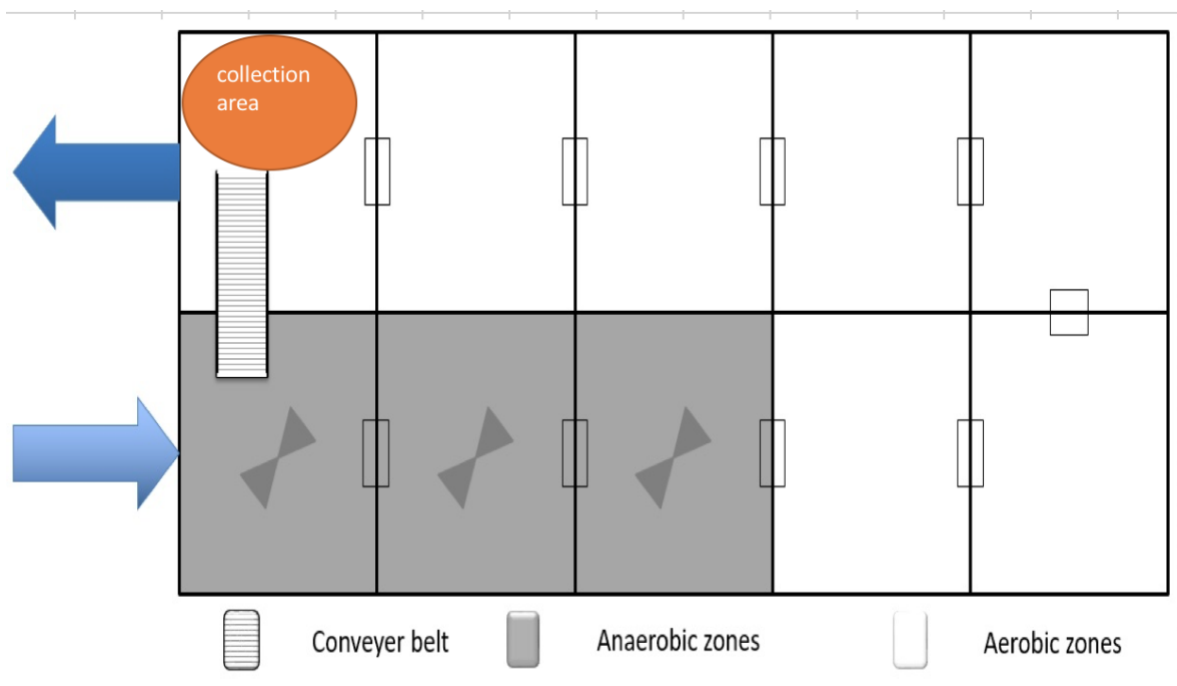 collection
area
Conveyer belt
Anaerobic zones
Aerobic zones